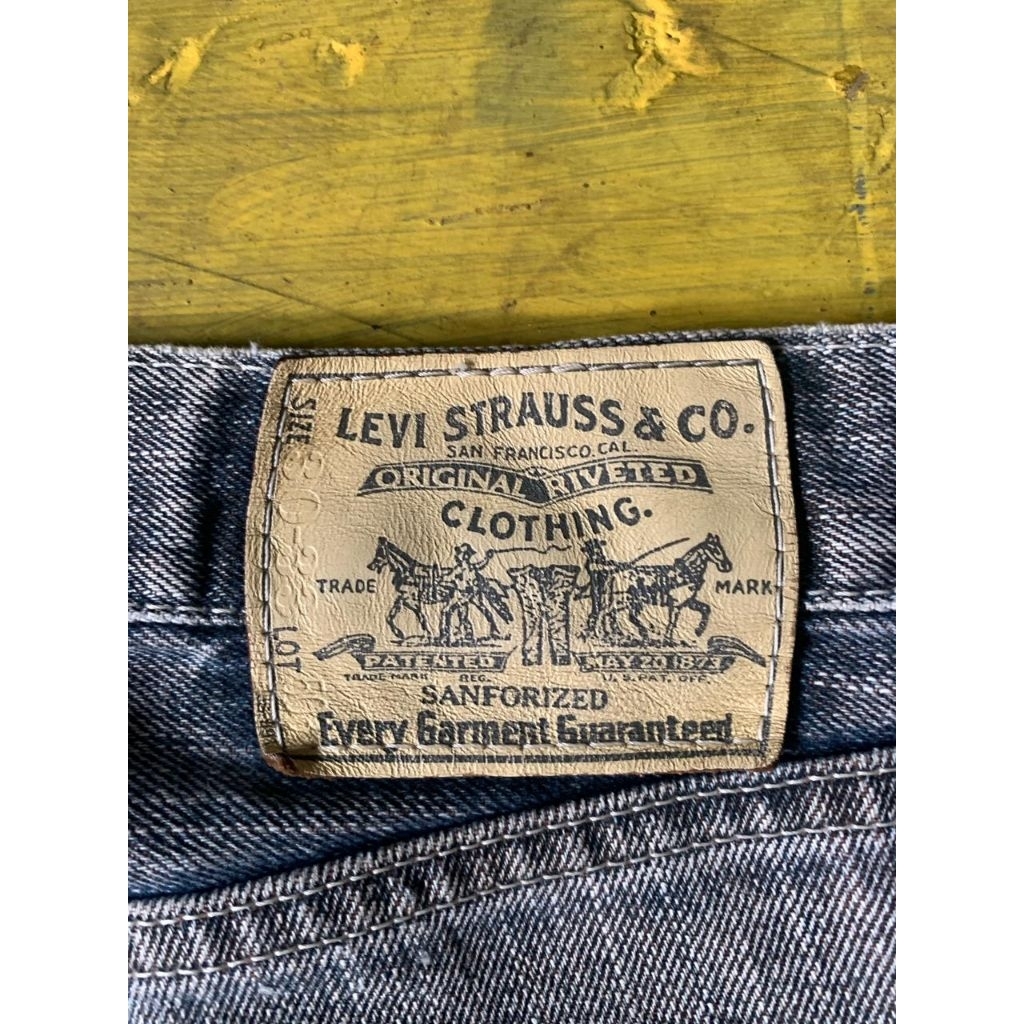 LEVI STRAUSS & CO.
SAN FRANCISCO, CAL.
ORIGINAL RIVETED
CLOTHING.
TRADE MARK
PATENTED MAY 20 1873
TRADE MARK REG. U.S. PAT. OFF.
SANFORIZED
Every Garment Guaranteed
SIZE
LOT